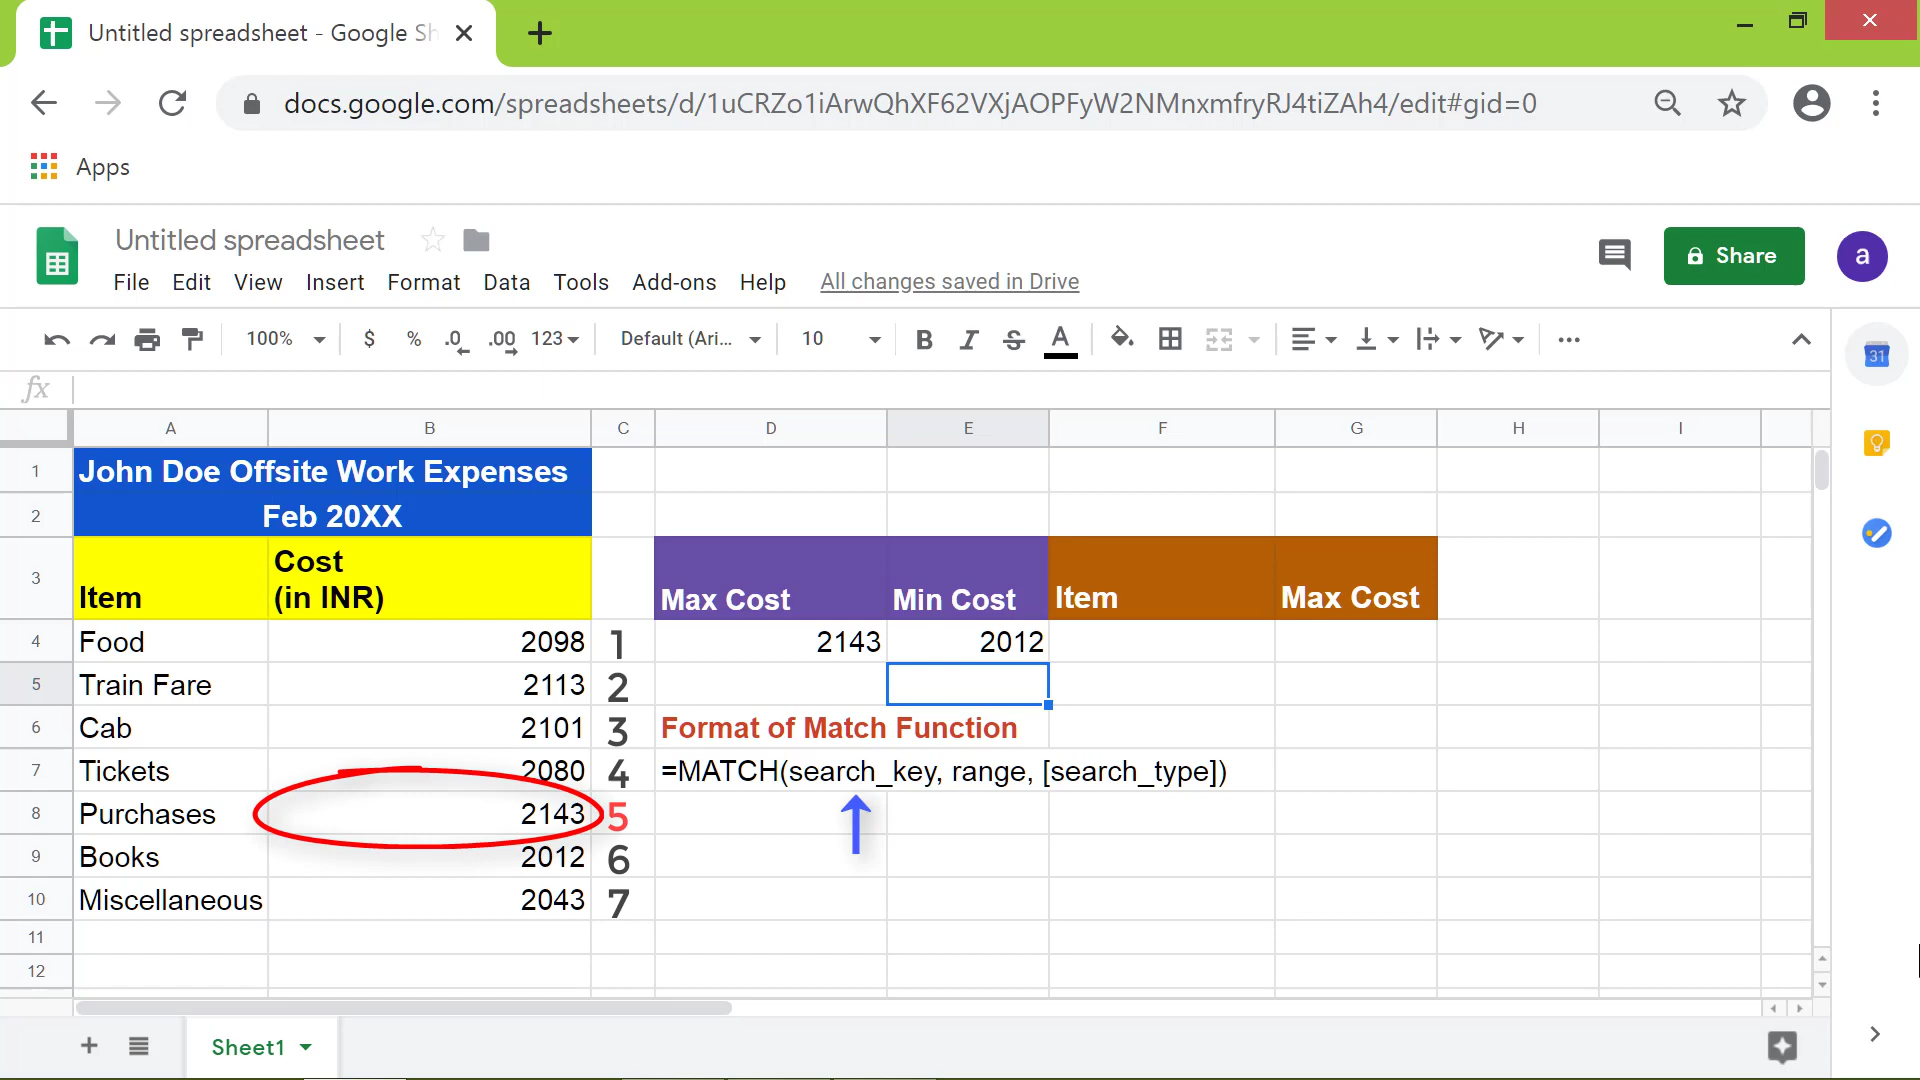 Untitled spreadsheet - Google Sh
docs.google.com/spreadsheets/d/1uCRZo1iArwQhXF62VXjAOPFyW2NMnxmfryRJ4tiZAh4/edit#gid=0
Apps
Untitled spreadsheet
File Edit View Insert Format Data Tools Add-ons Help All changes saved in Drive
Share
a
100% $ % .0 .00 123 Default (Ari... 10 B I S A
31
fx
A B C D E F G H I
1 John Doe Offsite Work Expenses
2 Feb 20XX
3 Item Cost (in INR) Max Cost Min Cost Item Max Cost
4 Food 2098 1 2143 2012
5 Train Fare 2113 2
6 Cab 2101 3 Format of Match Function
7 Tickets 2080 4 =MATCH(search_key, range, [search_type])
8 Purchases 2143 5
9 Books 2012 6
10 Miscellaneous 2043 7
11
12
Sheet1